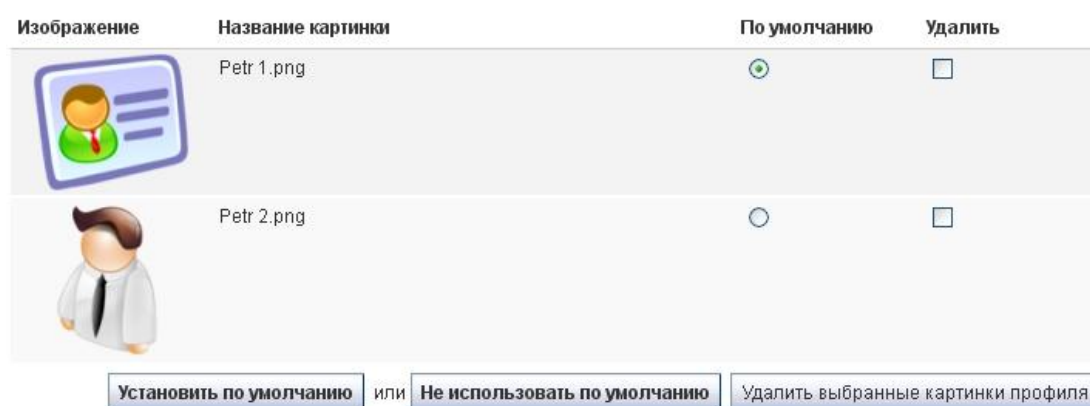 Изображение Название картинки По умолчанию Удалить
Petr 1.png
Petr 2.png
Установить по умолчанию или Не использовать по умолчанию Удалить выбранные картинки профиля